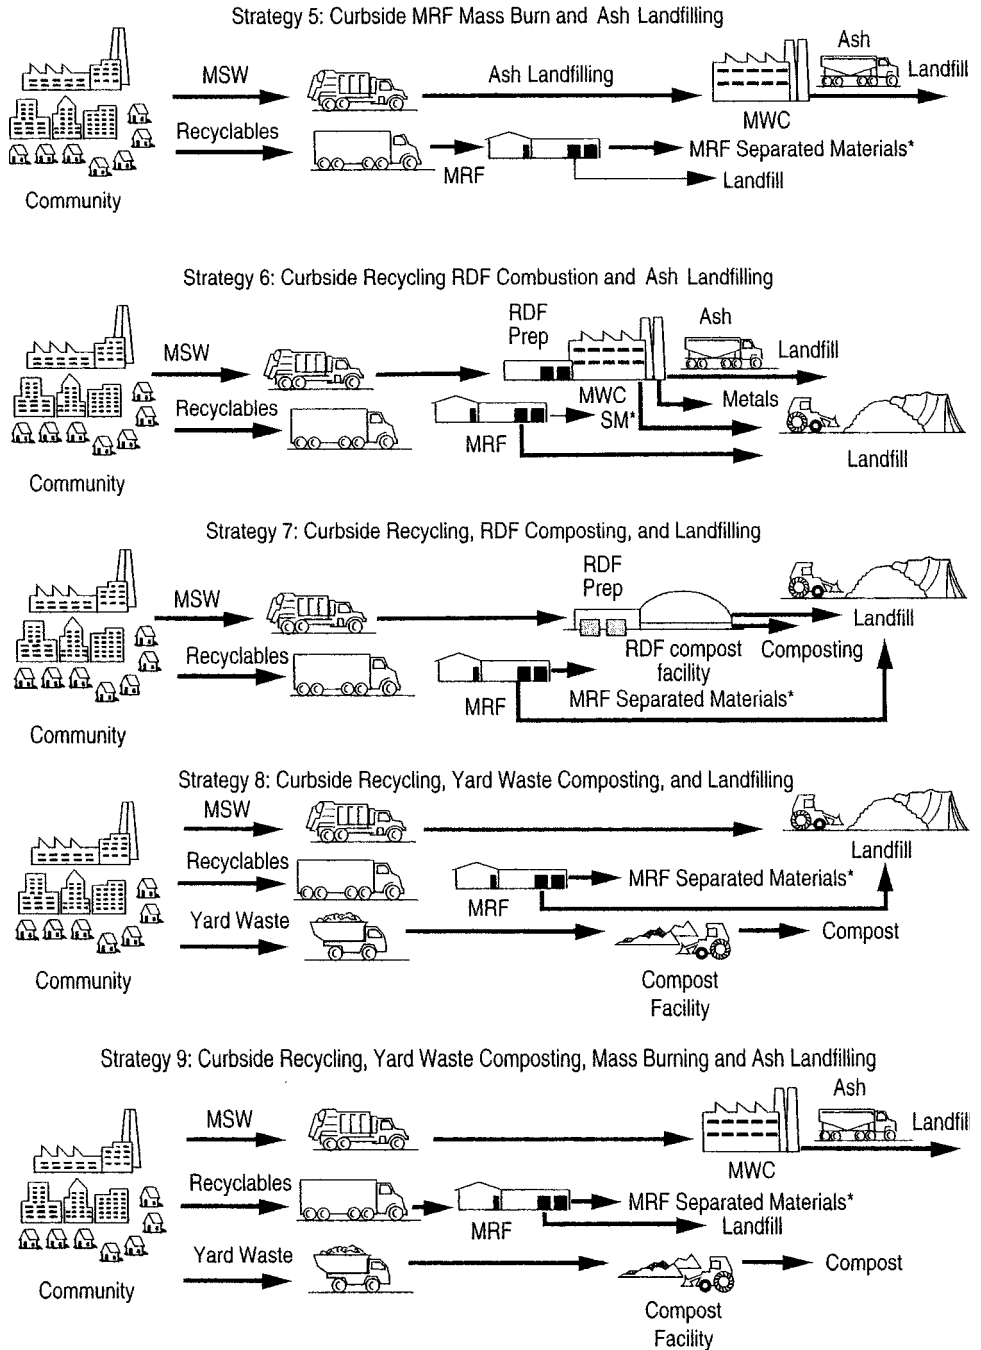 Strategy 5: Curbside MRF Mass Burn and Ash Landfilling
MSW
Ash Landfilling
Ash
Landfill
MWC
Recyclables
MRF
MRF Separated Materials*
Landfill
Community
Strategy 6: Curbside Recycling RDF Combustion and Ash Landfilling
MSW
RDF
Prep
Ash
Landfill
MWC
Metals
Recyclables
SM*
MRF
Landfill
Community
Strategy 7: Curbside Recycling, RDF Composting, and Landfilling
MSW
RDF
Prep
Landfill
RDF compost
facility
Composting
Recyclables
MRF Separated Materials*
MRF
Community
Strategy 8: Curbside Recycling, Yard Waste Composting, and Landfilling
MSW
Landfill
Recyclables
MRF Separated Materials*
MRF
Yard Waste
Compost
Compost
Facility
Community
Strategy 9: Curbside Recycling, Yard Waste Composting, Mass Burning and Ash Landfilling
MSW
Ash
Landfill
MWC
Recyclables
MRF Separated Materials*
MRF
Landfill
Yard Waste
Compost
Community
Compost
Facility